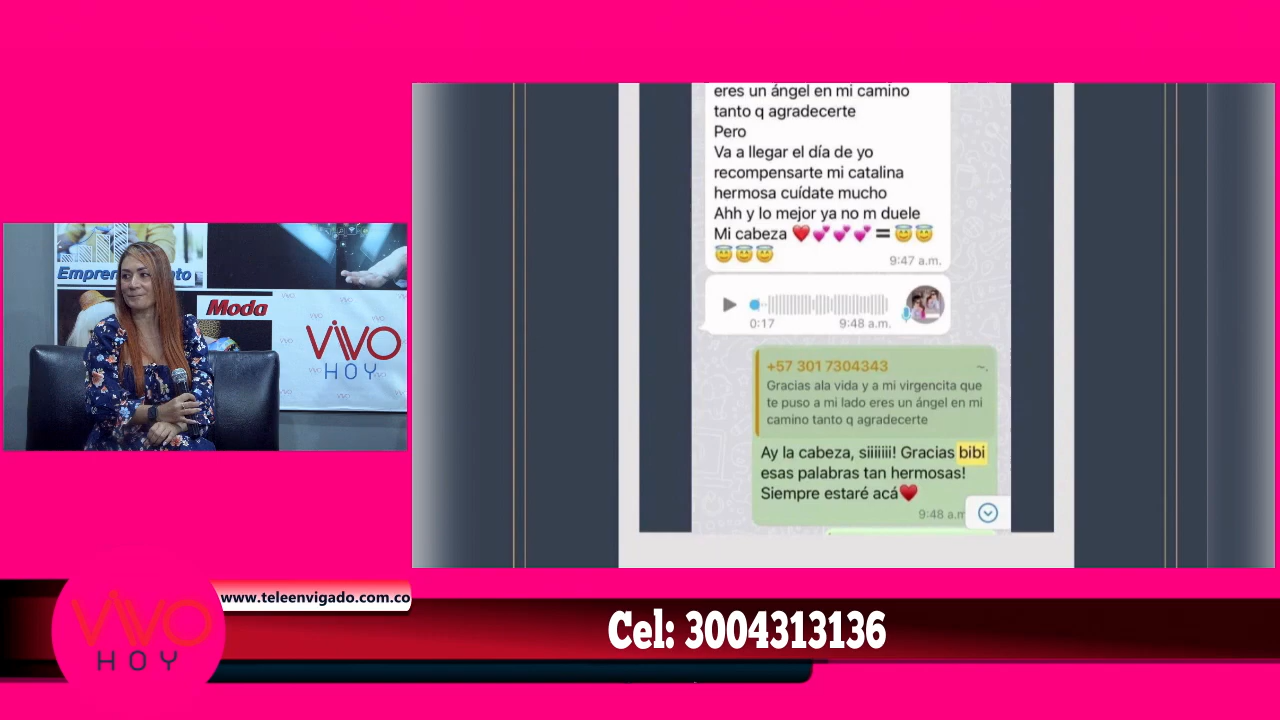 eres un ángel en mi camino
tanto q agradecerte
Pero
Va a llegar el día de yo
recompensarte mi catalina
hermosa cuídate mucho
Ahh y lo mejor ya no m duele
Mi cabeza ❤️💕💕💕 = 😇😇
😇😇😇
9:47 a.m.
0:17
9:48 a.m.
+57 301 7304343
~.
Gracias ala vida y a mi virgencita que
te puso a mi lado eres un ángel en mi
camino tanto q agradecerte
Ay la cabeza, siiiiiii! Gracias bibi
esas palabras tan hermosas!
Siempre estaré acá❤️
9:48 a.m
Moda
VIVO
HOY
www.teleenvigado.com.co
VIVO
HOY
Cel: 3004313136